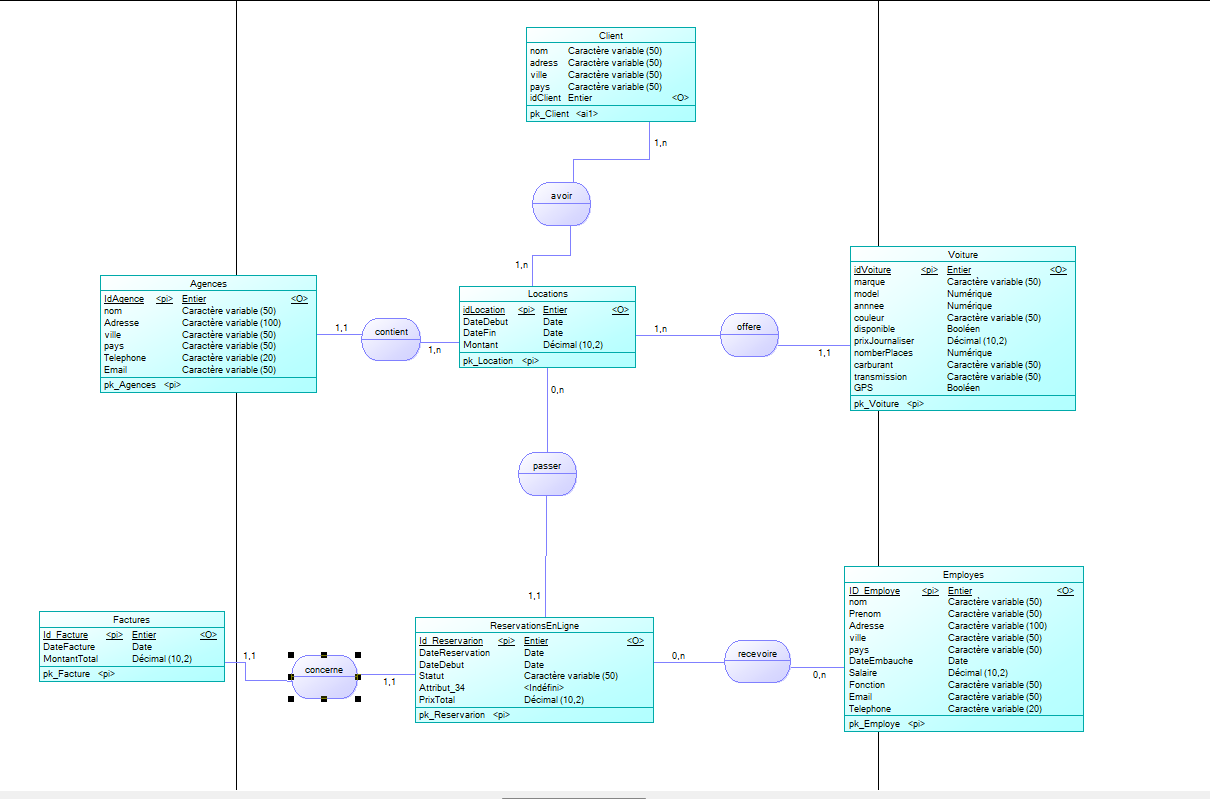 Client
nom Caractère variable (50)
adress Caractère variable (50)
ville Caractère variable (50)
pays Caractère variable (50)
idClient Entier <O>
pk_Client <ai1>
1,n
avoir
1,n
Agences
IdAgence <pi> Entier <O>
nom Caractère variable (50)
Adresse Caractère variable (100)
ville Caractère variable (50)
pays Caractère variable (50)
Telephone Caractère variable (20)
Email Caractère variable (50)
pk_Agences <pi>
1,1
contient
1,n
Locations
idLocation <pi> Entier <O>
DateDebut Date
DateFin Date
Montant Décimal (10,2)
pk_Location <pi>
1,n
offere
1,1
Voiture
idVoiture <pi> Entier <O>
marque Caractère variable (50)
model Numérique
annnee Numérique
couleur Caractère variable (50)
disponible Booléen
prixJournaliser Décimal (10,2)
nomberPlaces Numérique
carburant Caractère variable (50)
transmission Caractère variable (50)
GPS Booléen
pk_Voiture <pi>
0,n
passer
1,1
Factures
Id_Facture <pi> Entier <O>
DateFacture Date
MontantTotal Décimal (10,2)
pk_Facture <pi>
1,1
concerne
1,1
ReservationsEnLigne
Id_Reservarion <pi> Entier <O>
DateReservation Date
DateDebut Date
Statut Caractère variable (50)
Attribut_34 <Indéfini>
PrixTotal Décimal (10,2)
pk_Reservarion <pi>
0,n
recevoire
0,n
Employes
ID_Employe <pi> Entier <O>
nom Caractère variable (50)
Prenom Caractère variable (50)
Adresse Caractère variable (100)
ville Caractère variable (50)
pays Caractère variable (50)
DateEmbauche Date
Salaire Décimal (10,2)
Fonction Caractère variable (50)
Email Caractère variable (50)
Telephone Caractère variable (20)
pk_Employe <pi>